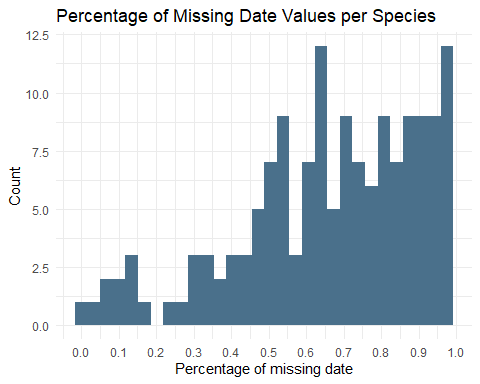 Percentage of Missing Date Values per Species
12.5
10.0
7.5
5.0
2.5
0.0
Count
0.0 0.1 0.2 0.3 0.4 0.5 0.6 0.7 0.8 0.9 1.0
Percentage of missing date